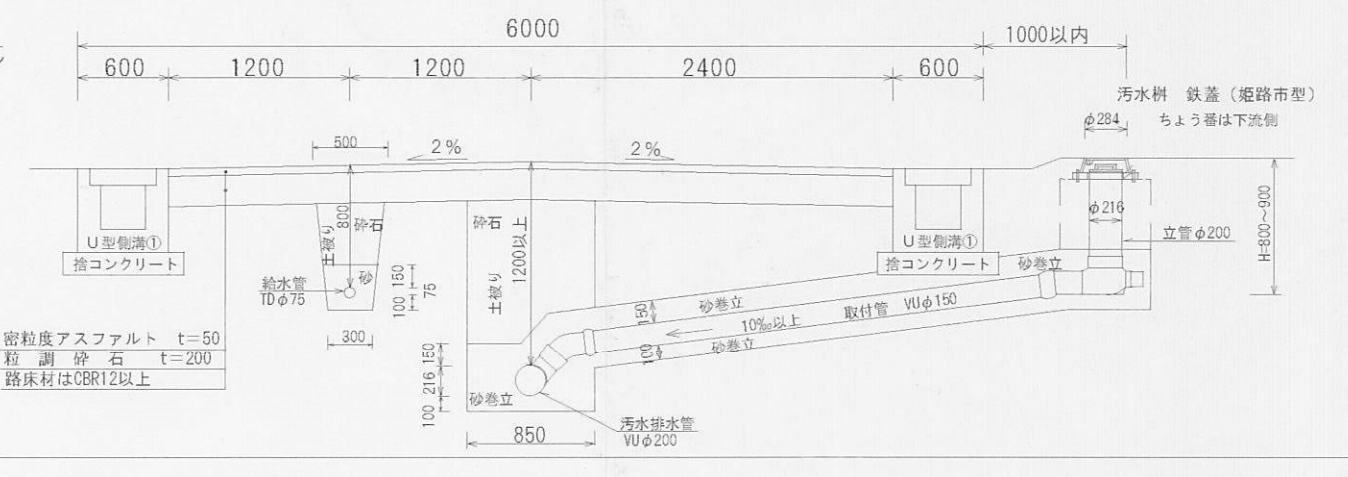 6000
1000以内
600
1200
1200
2400
600
汚水桝 鉄蓋(姫路市型)
φ284
ちょう番は下流側
500
2%
2%
土被り
800
砕石
砕石
土被り
1200以上
φ216
立管φ200
H=800~900
U型側溝①
捨コンクリート
U型側溝①
捨コンクリート
砂巻立
給水管
TDφ75
砂
150
75
100
300
砂巻立
150
10‰以上
取付管 VUφ150
100
砂巻立
密粒度アスファルト t=50
粒調砕石 t=200
路床材はCBR12以上
150
216
100
砂巻立
850
汚水排水管
VUφ200